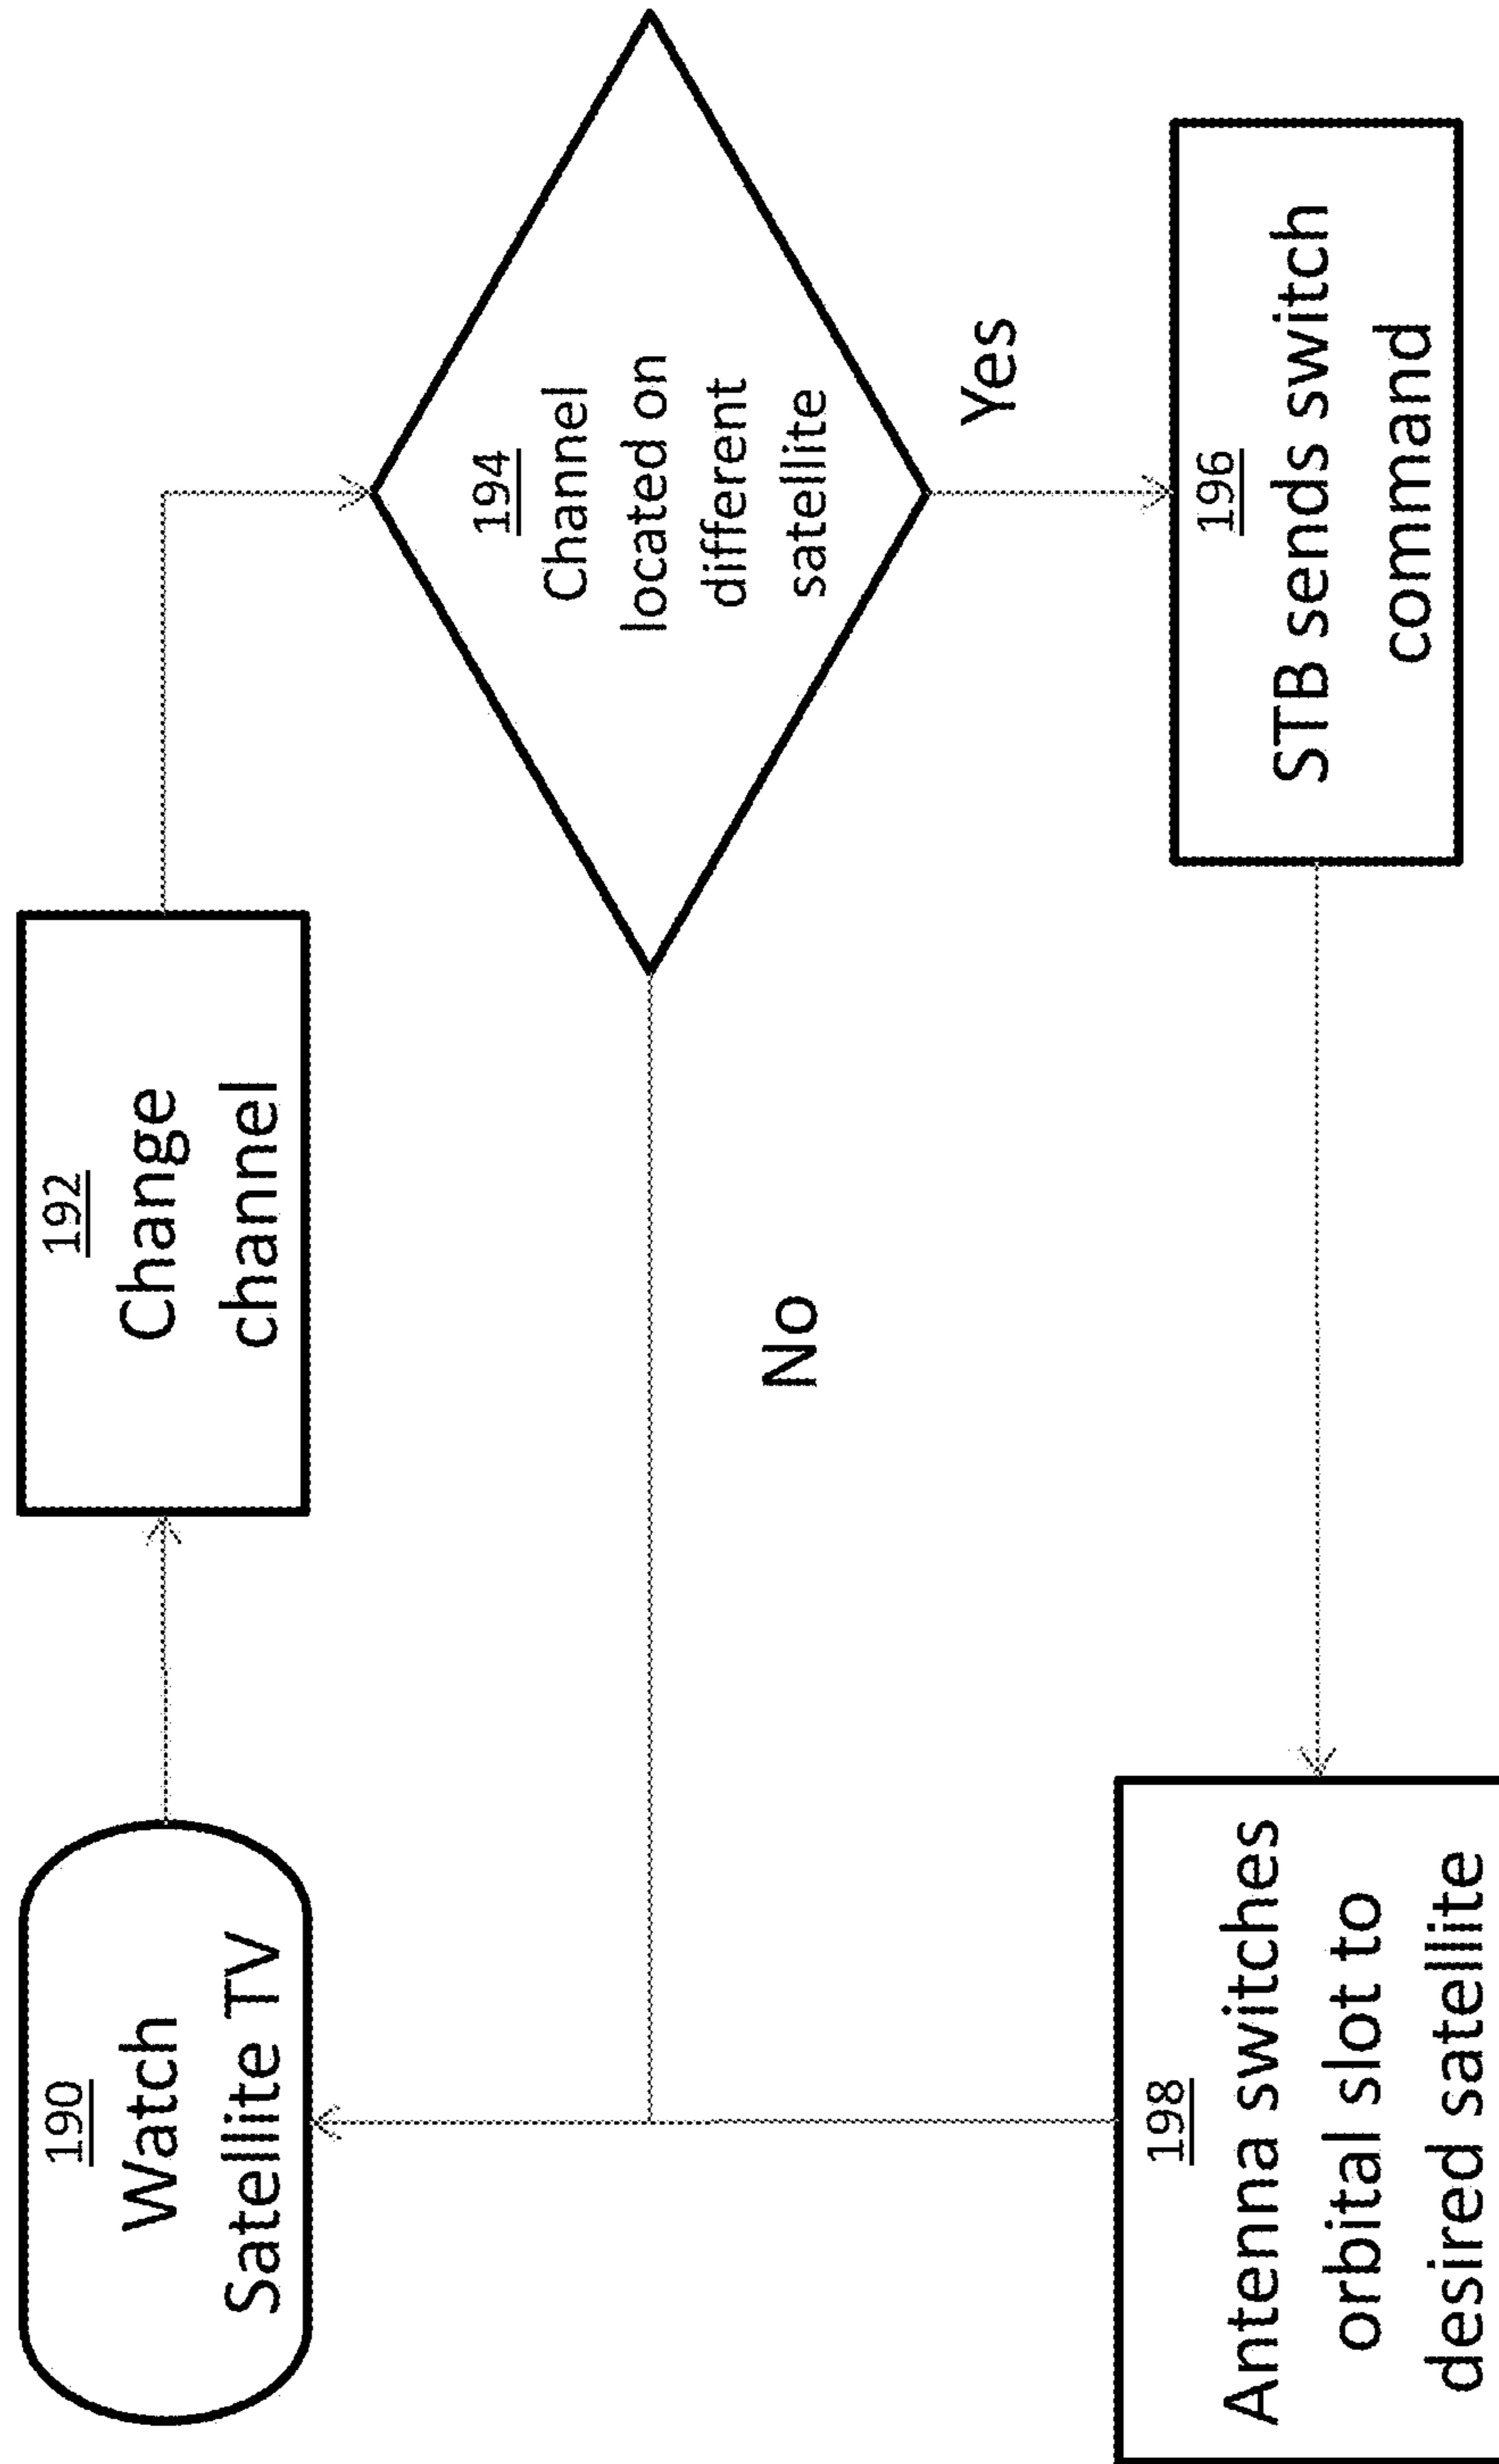 190
Watch
Satellite TV
192
Change
channel
194
Channel
located on
different
satellite
No
Yes
198
Antenna switches
orbital slot to
desired satellite
196
STB sends switch
command